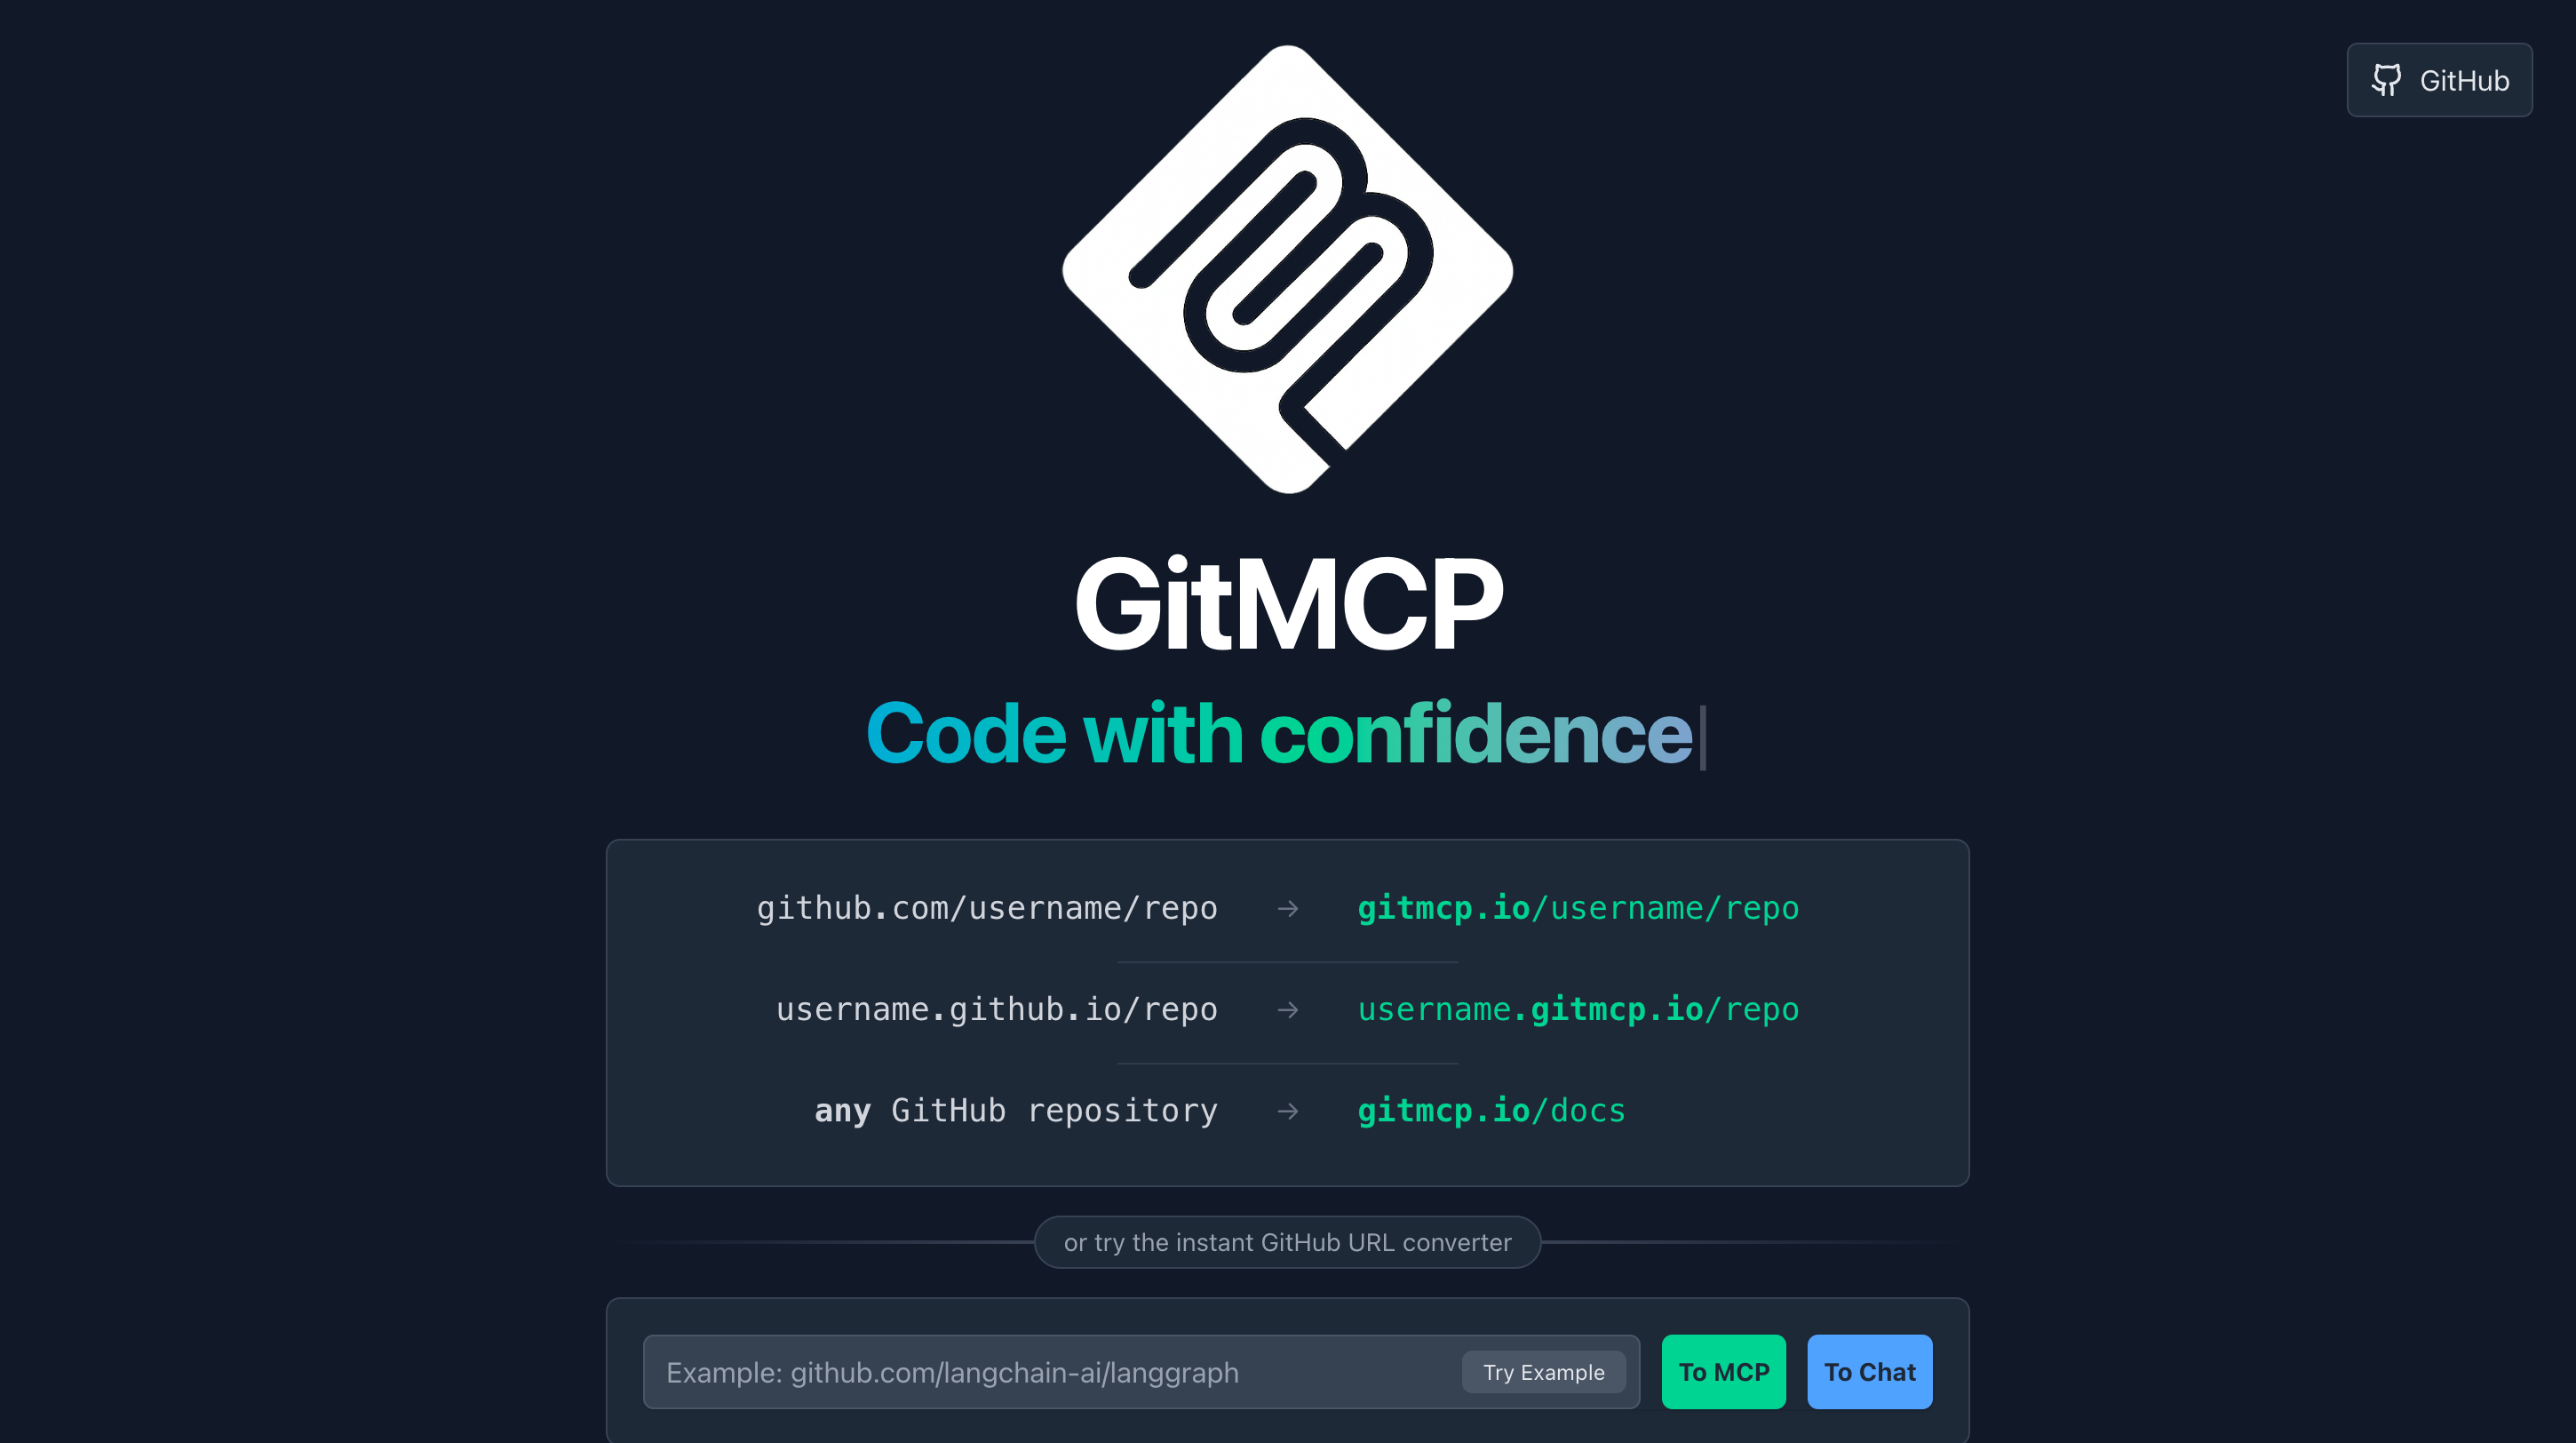 GitHub
GitMCP
Code with confidence
github.com/username/repo → gitmcp.io/username/repo
username.github.io/repo → username.gitmcp.io/repo
any GitHub repository → gitmcp.io/docs
or try the instant GitHub URL converter
Example: github.com/langchain-ai/langgraph Try Example To MCP To Chat